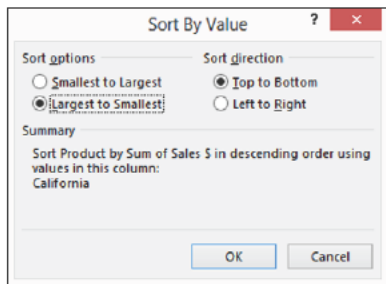 Sort By Value
?
Sort options
Sort direction
Smallest to Largest
Top to Bottom
Largest to Smallest
Left to Right
Summary
Sort Product by Sum of Sales $ in descending order using
values in this column:
California
OK
Cancel